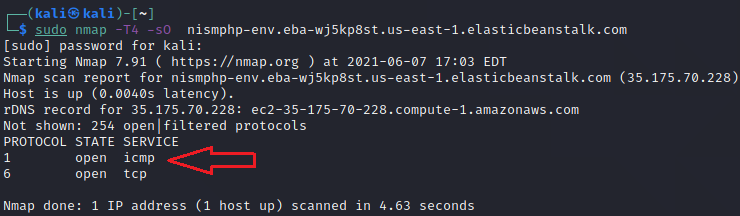 ┌──(kali㉿kali)-[~]
└─$ sudo nmap -T4 -sO  nismphp-env.eba-wj5kp8st.us-east-1.elasticbeanstalk.com
[sudo] password for kali:
Starting Nmap 7.91 ( https://nmap.org ) at 2021-06-07 17:03 EDT
Nmap scan report for nismphp-env.eba-wj5kp8st.us-east-1.elasticbeanstalk.com (35.175.70.228)
Host is up (0.0040s latency).
rDNS record for 35.175.70.228: ec2-35-175-70-228.compute-1.amazonaws.com
Not shown: 254 open|filtered protocols
PROTOCOL STATE SERVICE
1        open  icmp
6        open  tcp
Nmap done: 1 IP address (1 host up) scanned in 4.63 seconds